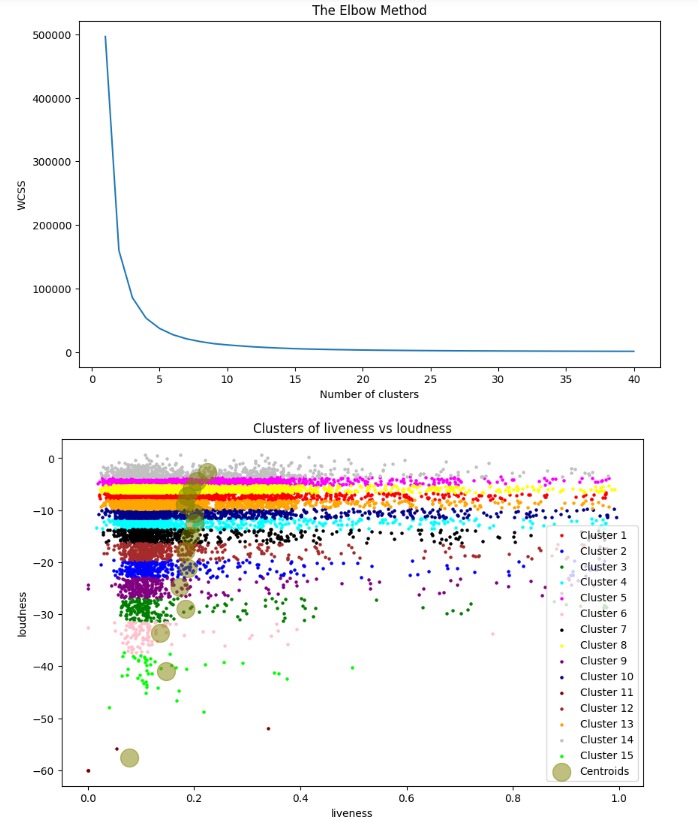 The Elbow Method
500000
400000
300000
200000
100000
0
WCSS
0 5 10 15 20 25 30 35 40
Number of clusters
Clusters of liveness vs loudness
0
−10
−20
−30
−40
−50
−60
loudness
Cluster 1
Cluster 2
Cluster 3
Cluster 4
Cluster 5
Cluster 6
Cluster 7
Cluster 8
Cluster 9
Cluster 10
Cluster 11
Cluster 12
Cluster 13
Cluster 14
Cluster 15
Centroids
0.0 0.2 0.4 0.6 0.8 1.0
liveness